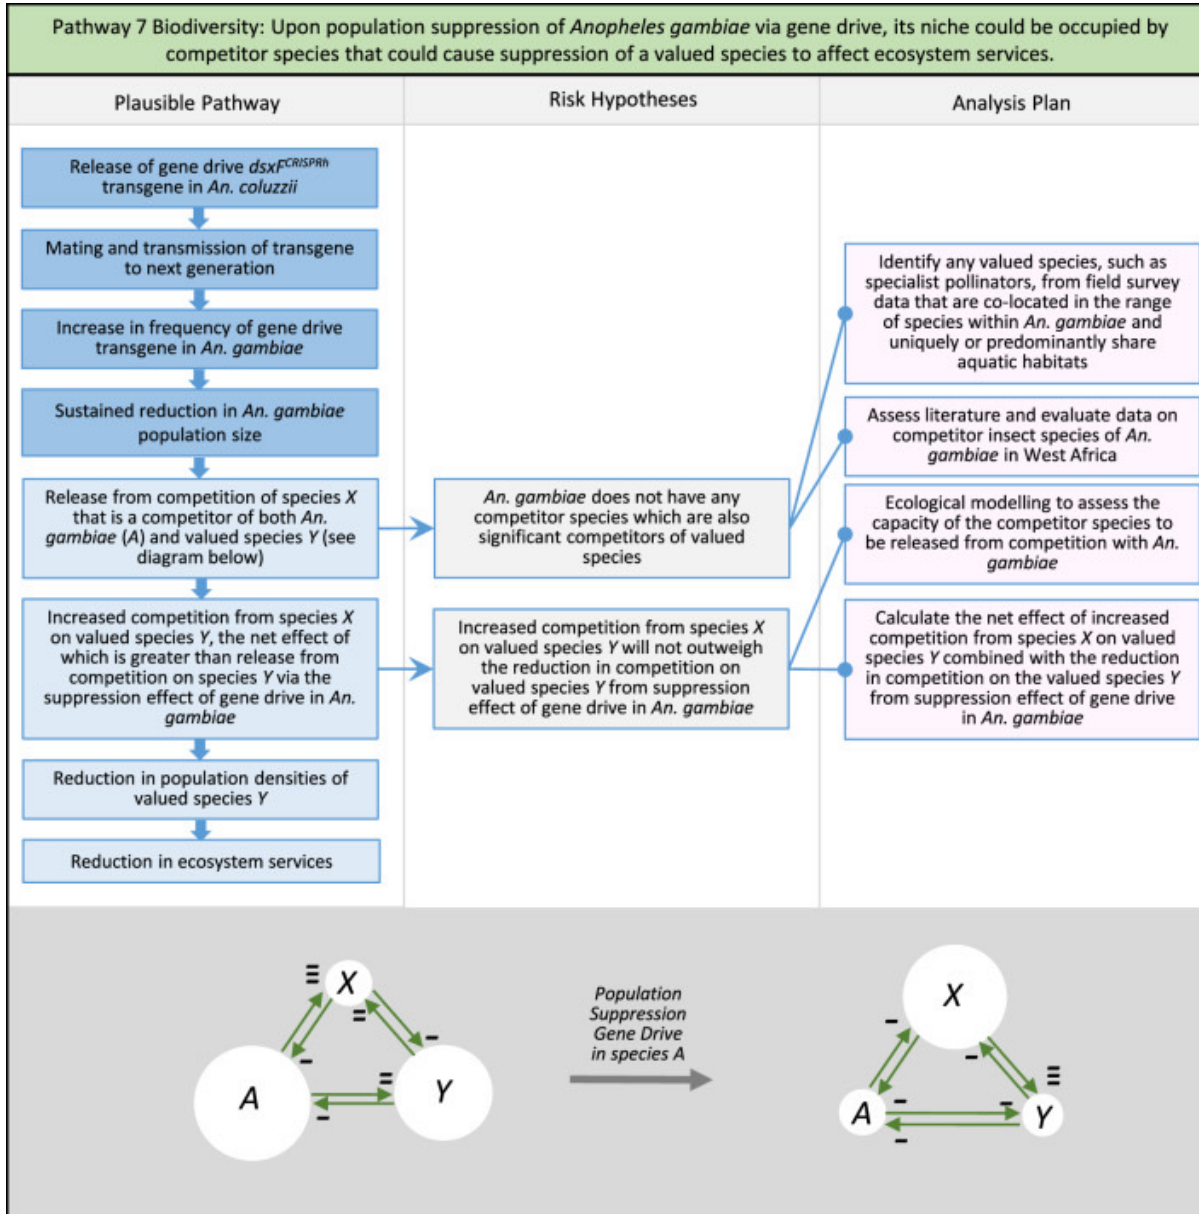 Pathway 7 Biodiversity: Upon population suppression of Anopheles gambiae via gene drive, its niche could be occupied by
competitor species that could cause suppression of a valued species to affect ecosystem services.
Plausible Pathway
Risk Hypotheses
Analysis Plan
Release of gene drive dsxF^CRISPRh
transgene in An. coluzzii
Mating and transmission of transgene
to next generation
Increase in frequency of gene drive
transgene in An. gambiae
Sustained reduction in An. gambiae
population size
Release from competition of species X
that is a competitor of both An.
gambiae (A) and valued species Y (see
diagram below)
Increased competition from species X
on valued species Y, the net effect of
which is greater than release from
competition on species Y via the
suppression effect of gene drive in An.
gambiae
Reduction in population densities of
valued species Y
Reduction in ecosystem services
An. gambiae does not have any
competitor species which are also
significant competitors of valued
species
Increased competition from species X
on valued species Y will not outweigh
the reduction in competition on
valued species Y from suppression
effect of gene drive in An. gambiae
Identify any valued species, such as
specialist pollinators, from field survey
data that are co-located in the range
of species within An. gambiae and
uniquely or predominantly share
aquatic habitats
Assess literature and evaluate data on
competitor insect species of An.
gambiae in West Africa
Ecological modelling to assess the
capacity of the competitor species to
be released from competition with An.
gambiae
Calculate the net effect of increased
competition from species X on valued
species Y combined with the reduction
in competition on the valued species Y
from suppression effect of gene drive
in An. gambiae
X
A
Y
Population
Suppression
Gene Drive
in species A
X
A
Y